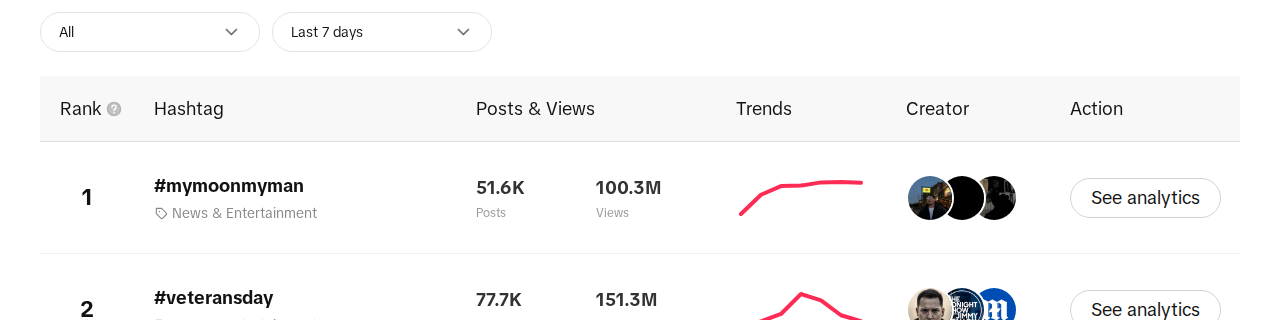 All
Last 7 days
Rank ? Hashtag Posts & Views Trends Creator Action
1 #mymoonmyman 51.6K 100.3M See analytics
News & Entertainment Posts Views
2 #veteransday 77.7K 151.3M See analytics